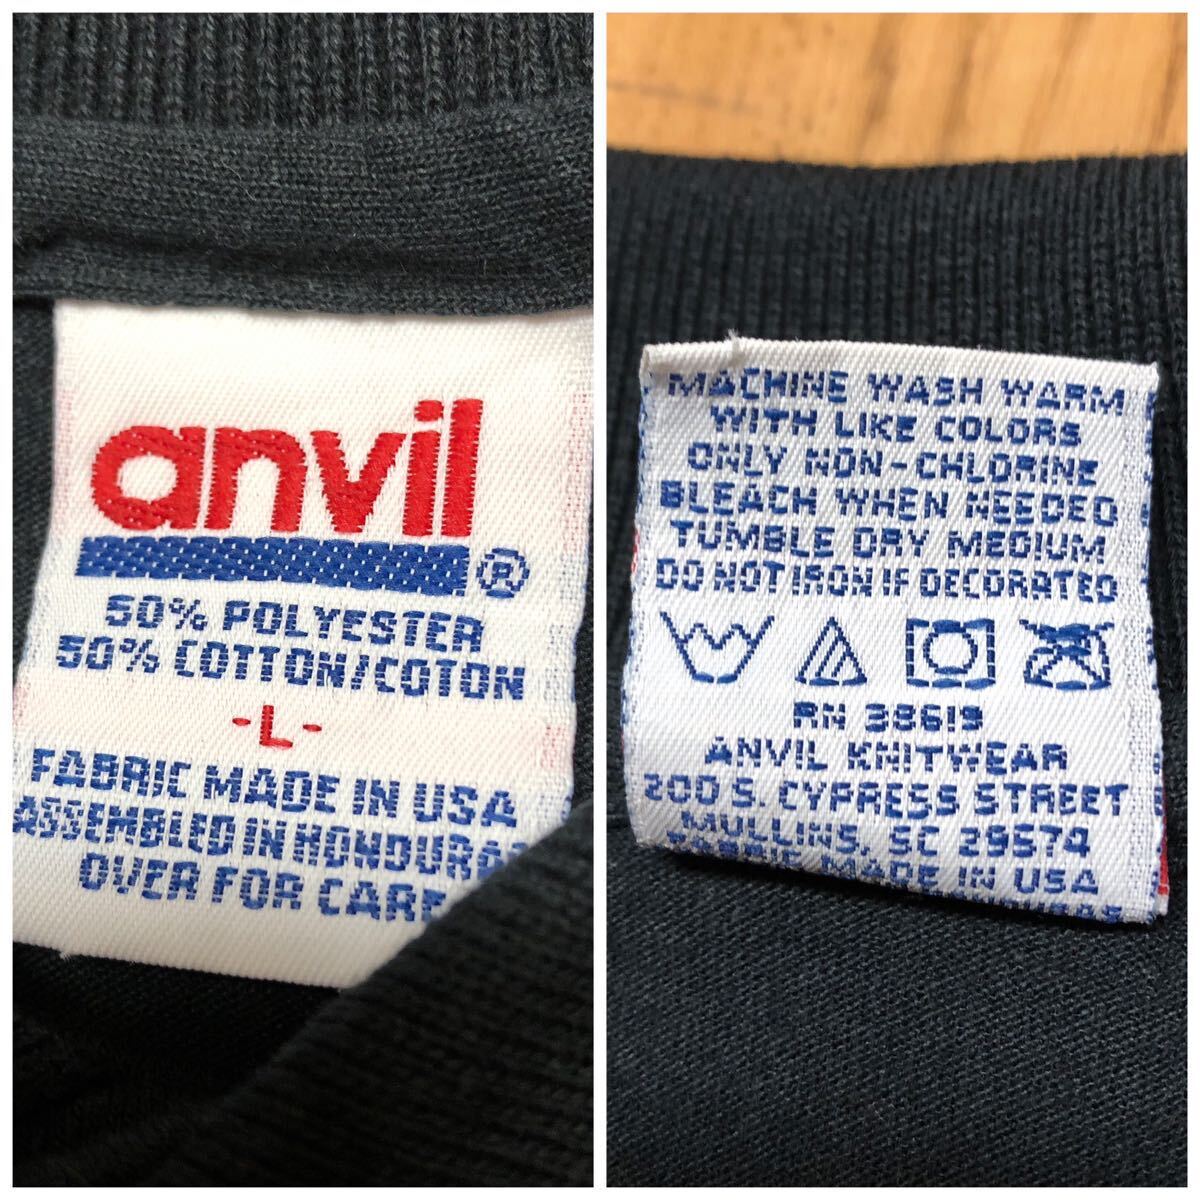 anvil
®
50% POLYESTER
50% COTTON/COTON
-L-
FABRIC MADE IN USA
ASSEMBLED IN
OVER FOR CARE
MACHINE WASH WARM
WITH LIKE COLORS
ONLY NON-CHLORINE
BLEACH WHEN NEEDED
TUMBLE DRY MEDIUM
DO NOT IRON IF DECORATED
RN 38619
ANVIL KNITWEAR
200 S. CYPRESS STREET
MULLINS, SC 29574
FABRIC MADE IN USA